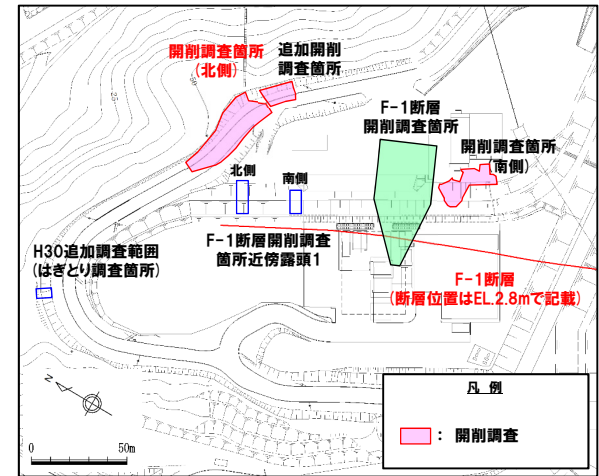 開削調査箇所
(北側)
追加開削
調査箇所
F-1断層
開削調査箇所
開削調査箇所
(南側)
北側
南側
F-1断層開削調査
箇所近傍露頭1
H30追加調査範囲
(はぎとり調査箇所)
F-1断層
(断層位置はEL.2.8mで記載)
N
0 50m
凡 例
: 開削調査